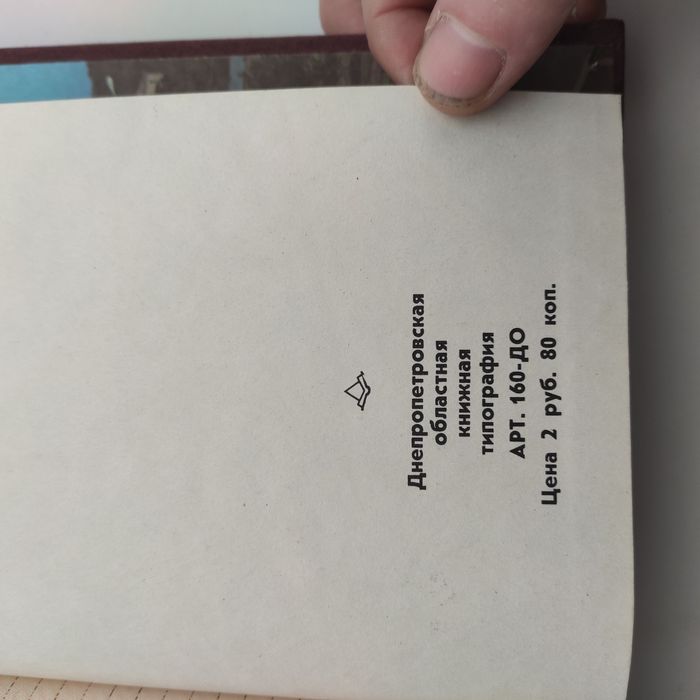 Днепропетровская
областная
книжная
типография
АРТ. 160-ДО
Цена 2 руб. 80 коп.